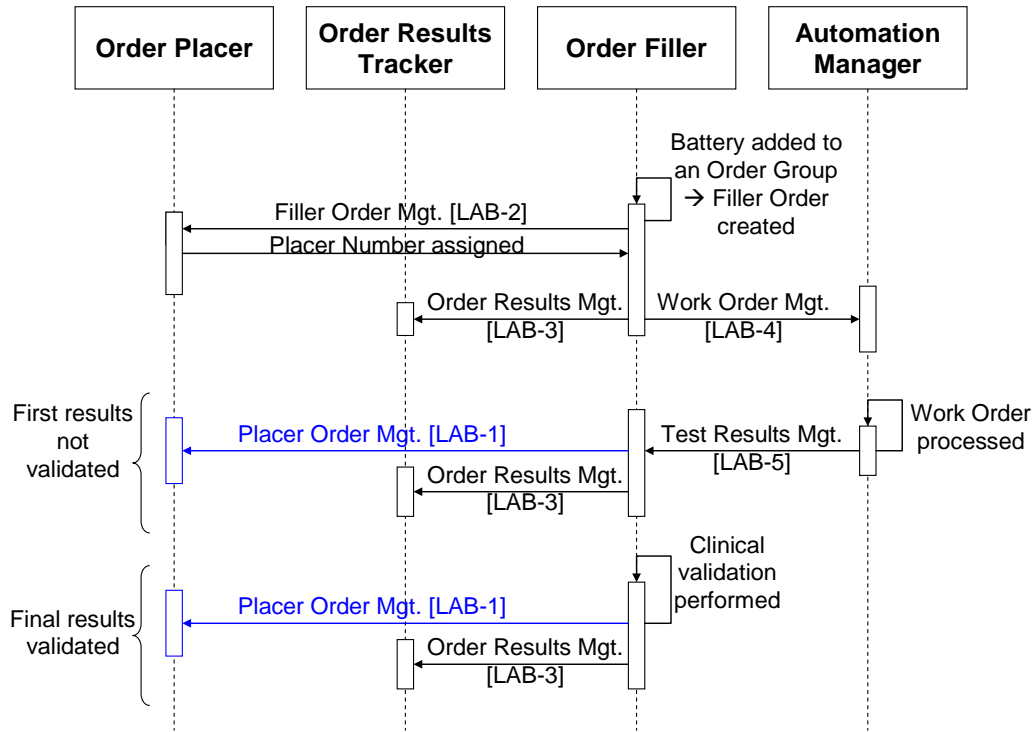 Order Placer
Order Results
Tracker
Order Filler
Automation
Manager
Battery added to
an Order Group
→ Filler Order
created
Filler Order Mgt. [LAB-2]
Placer Number assigned
Order Results Mgt.
[LAB-3]
Work Order Mgt.
[LAB-4]
First results
not
validated
Placer Order Mgt. [LAB-1]
Test Results Mgt.
[LAB-5]
Work Order
processed
Order Results Mgt.
[LAB-3]
Clinical
validation
performed
Final results
validated
Placer Order Mgt. [LAB-1]
Order Results Mgt.
[LAB-3]